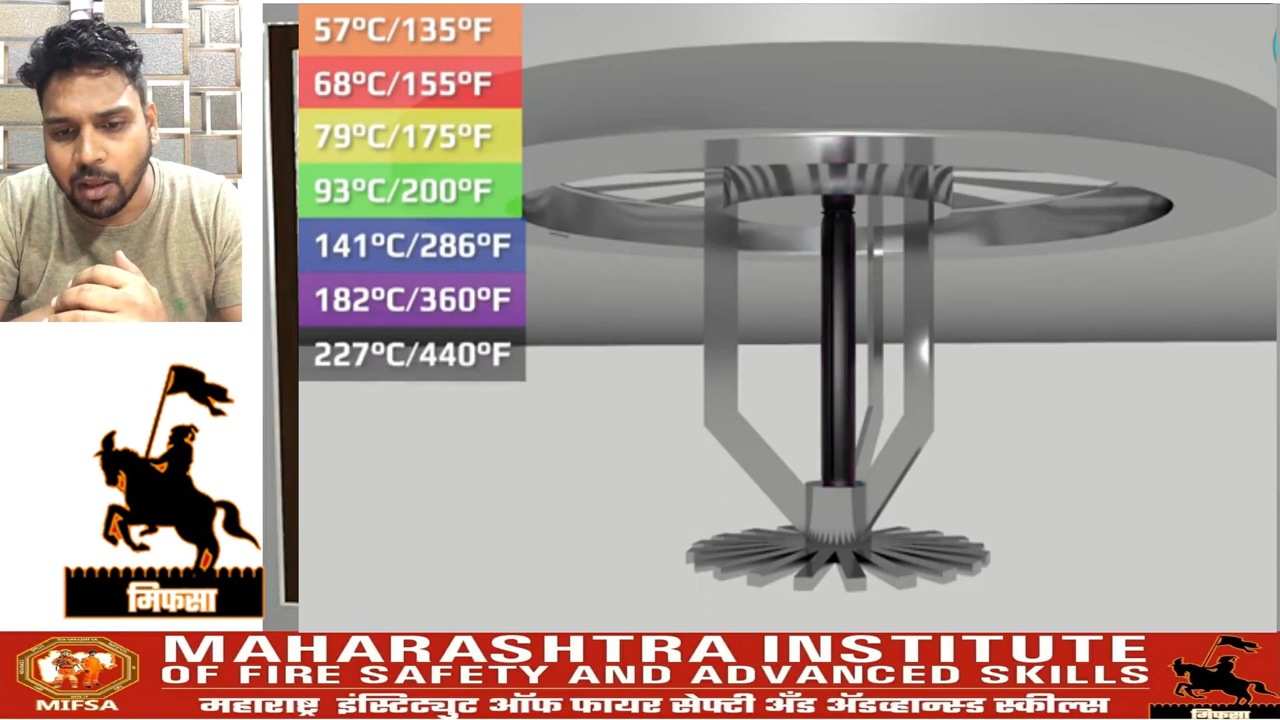 57°C/135°F
68°C/155°F
79°C/175°F
93°C/200°F
141°C/286°F
182°C/360°F
227°C/440°F
मिफसा
MAHARASHTRA INSTITUTE
OF FIRE SAFETY AND ADVANCED SKILLS
महाराष्ट्र इंस्टिट्युट ऑफ फायर सेफ्टी अँड ॲडव्हान्स्ड स्कील्स
MIFSA
मिफसा